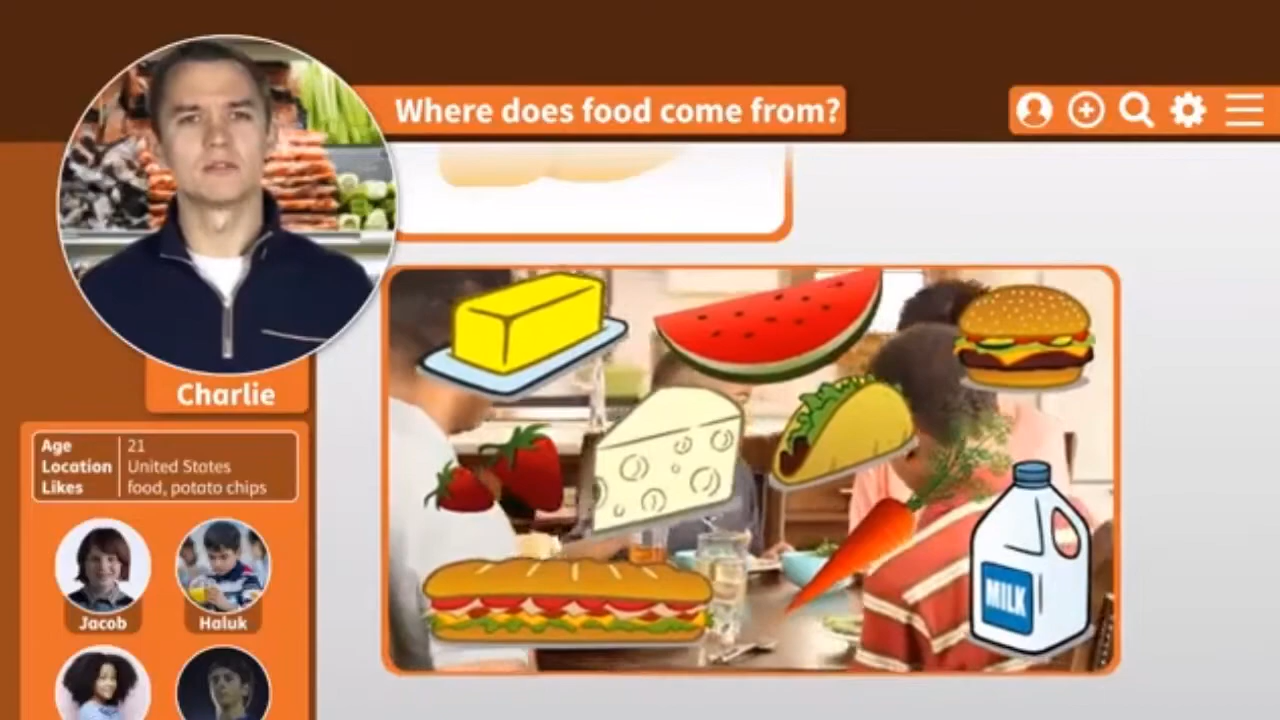 Where does food come from?
Charlie
Age 21
Location United States
Likes food, potato chips
Jacob
Haluk
MILK